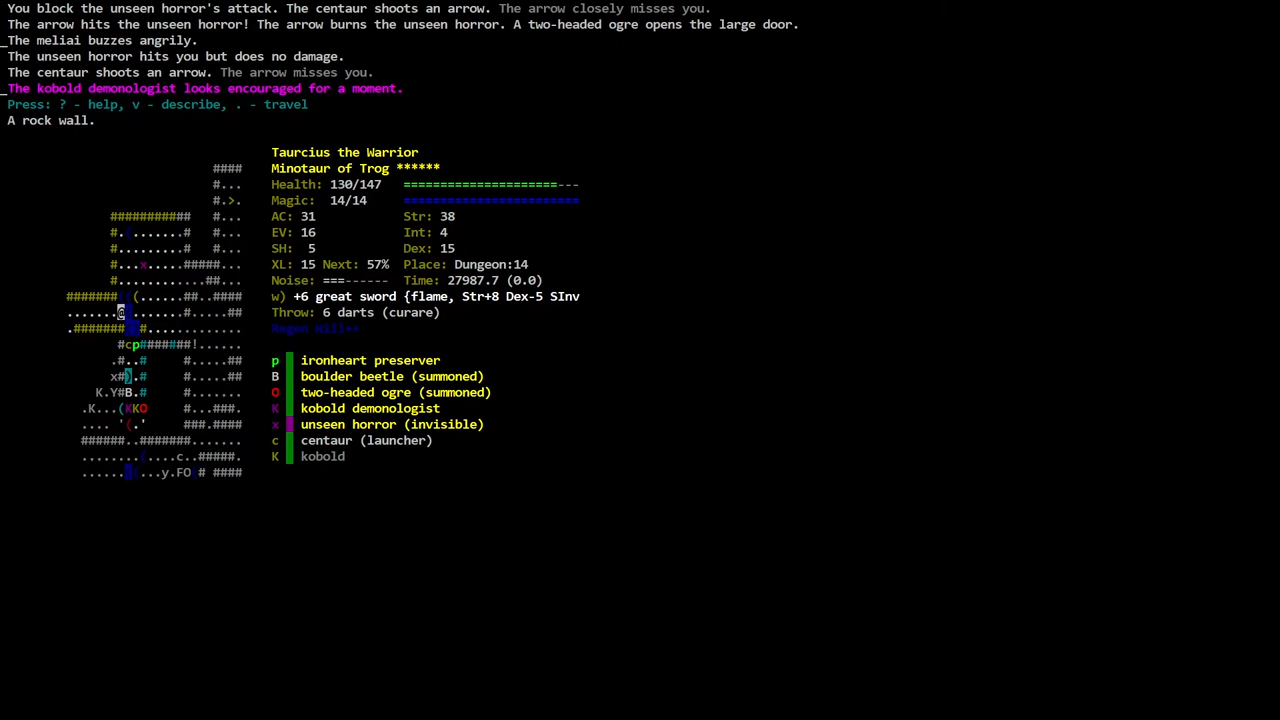 You block the unseen horror's attack. The centaur shoots an arrow. The arrow closely misses you.
The arrow hits the unseen horror! The arrow burns the unseen horror. A two-headed ogre opens the large door.
_The meliai buzzes angrily.
The unseen horror hits you but does no damage.
The centaur shoots an arrow. The arrow misses you.
_The kobold demonologist looks encouraged for a moment.
Press: ? - help, v - describe, . - travel
A rock wall.
Taurcius the Warrior
Minotaur of Trog ******
Health: 130/147 =====================---
Magic: 14/14 ========================
AC: 31 Str: 38
EV: 16 Int: 4
SH: 5 Dex: 15
XL: 15 Next: 57% Place: Dungeon:14
Noise: ===------ Time: 27987.7 (0.0)
w) +6 great sword {flame, Str+8 Dex-5 SInv
Throw: 6 darts (curare)
Regen Will++
p ironheart preserver
B boulder beetle (summoned)
O two-headed ogre (summoned)
K kobold demonologist
x unseen horror (invisible)
c centaur (launcher)
K kobold